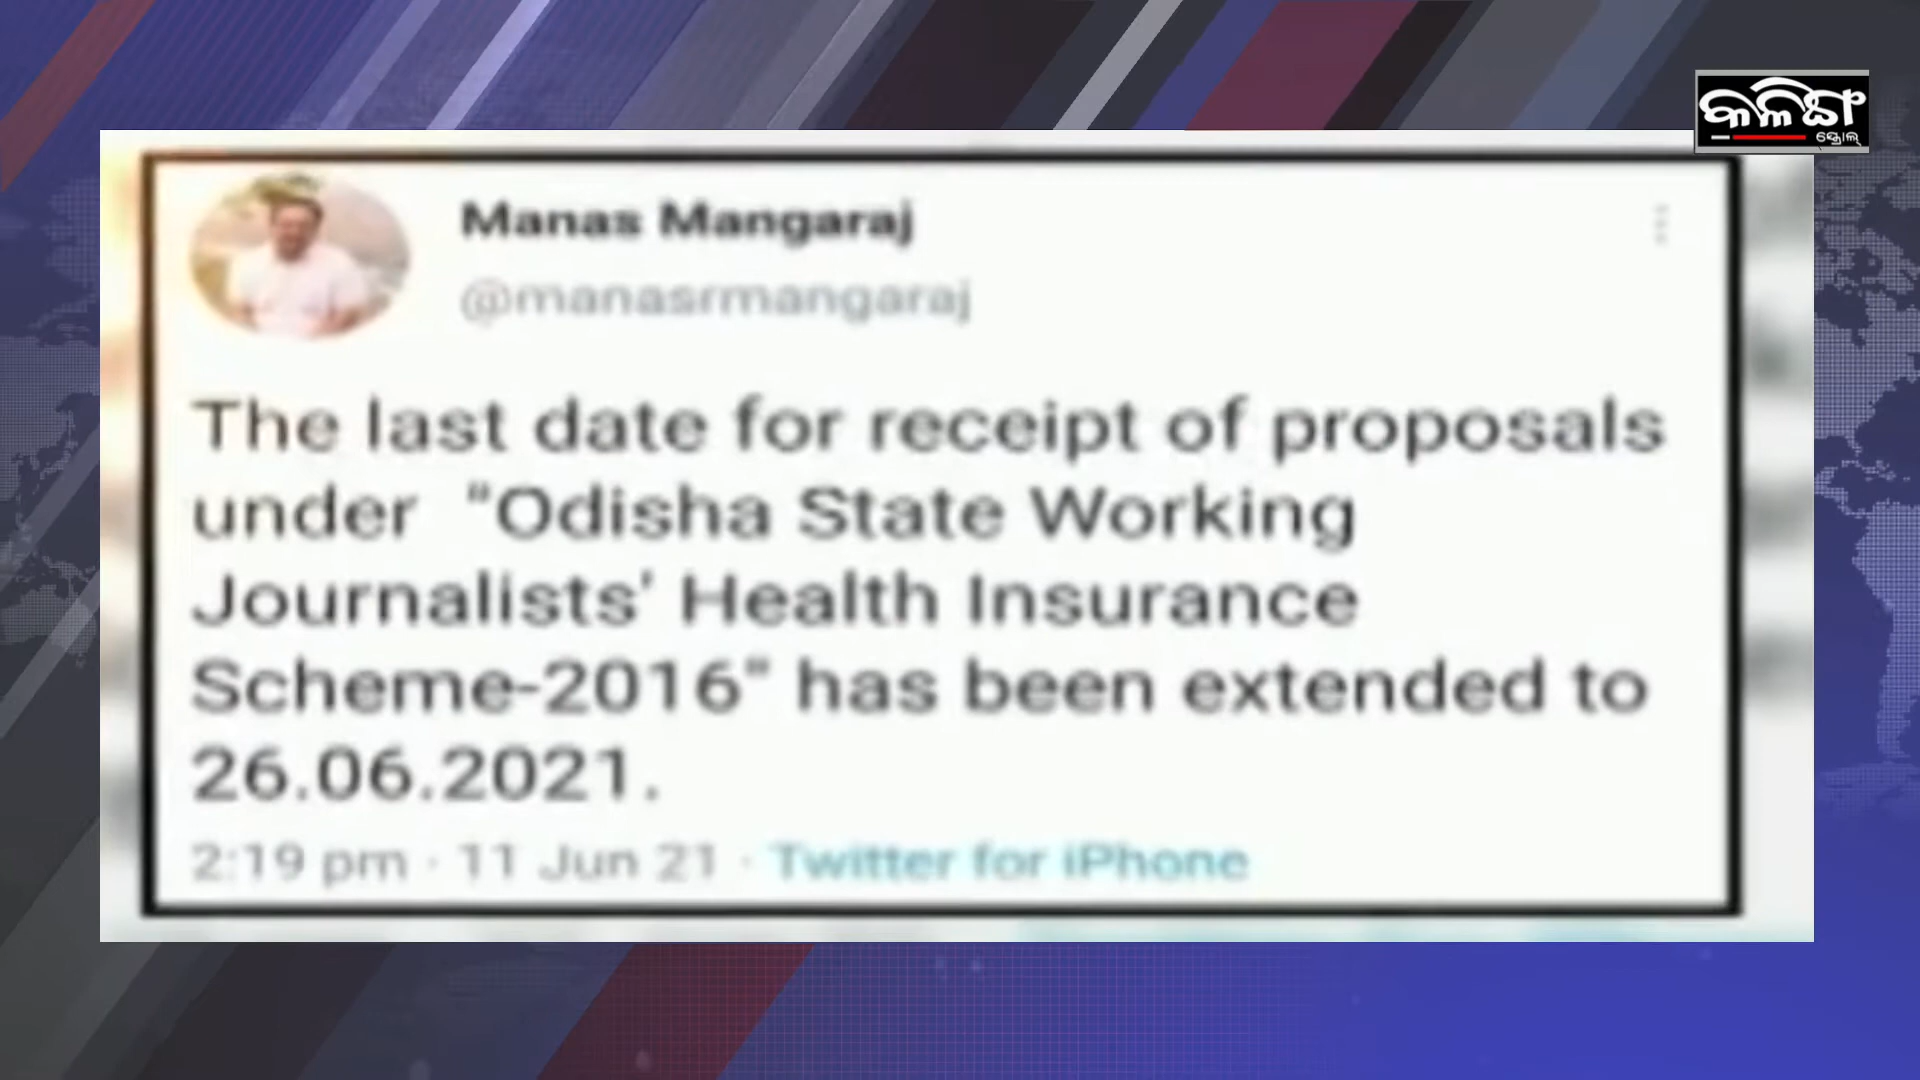 କଳିଙ୍ଗ
ସ୍କ୍ରୋଲ୍
Manas Mangaraj
@manasrmangaraj
The last date for receipt of proposals
under "Odisha State Working
Journalists' Health Insurance
Scheme-2016" has been extended to
26.06.2021.
2:19 pm · 11 Jun 21 · Twitter for iPhone